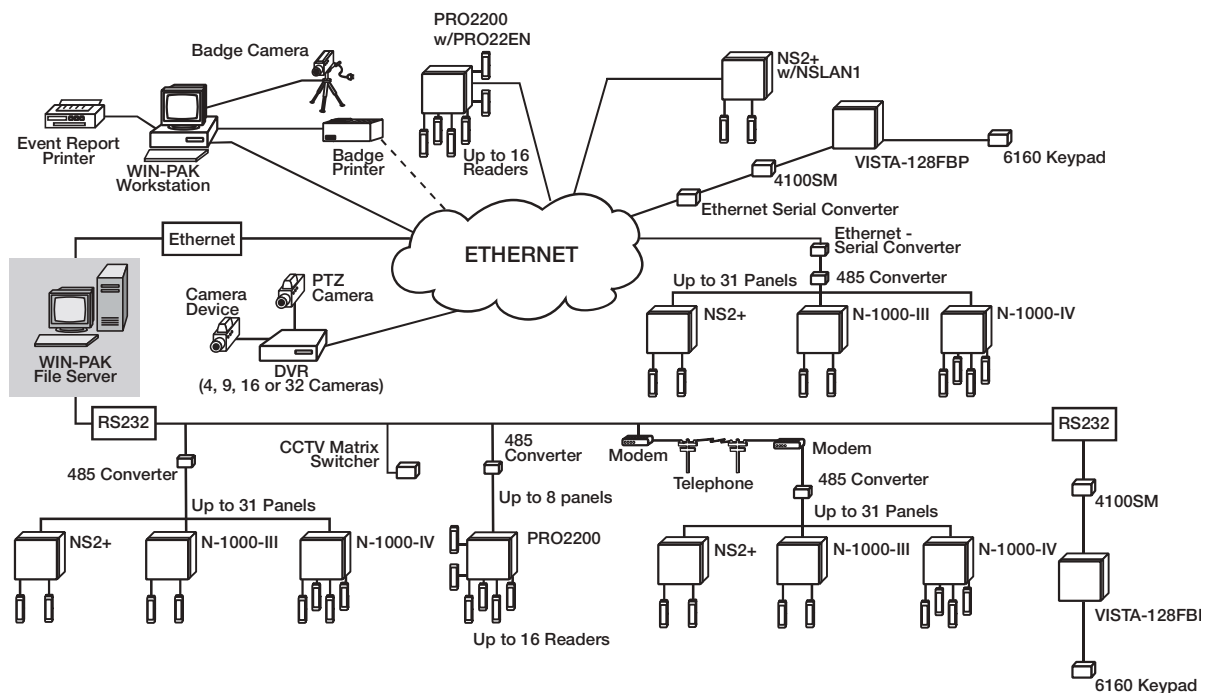 PRO2200
w/PRO22EN
Badge Camera
NS2+
w/NSLAN1
Event Report
Printer
WIN-PAK
Workstation
Badge
Printer
Up to 16
Readers
VISTA-128FBP
6160 Keypad
4100SM
Ethernet Serial Converter
Ethernet
ETHERNET
Ethernet -
Serial Converter
485 Converter
Up to 31 Panels
NS2+
N-1000-III
N-1000-IV
Camera
Device
PTZ
Camera
DVR
(4, 9, 16 or 32 Cameras)
WIN-PAK
File Server
RS232
RS232
485 Converter
CCTV Matrix
Switcher
485
Converter
Modem
Telephone
Modem
485 Converter
4100SM
Up to 31 Panels
Up to 8 panels
Up to 31 Panels
NS2+
N-1000-III
N-1000-IV
PRO2200
NS2+
N-1000-III
N-1000-IV
Up to 16 Readers
VISTA-128FBI
6160 Keypad